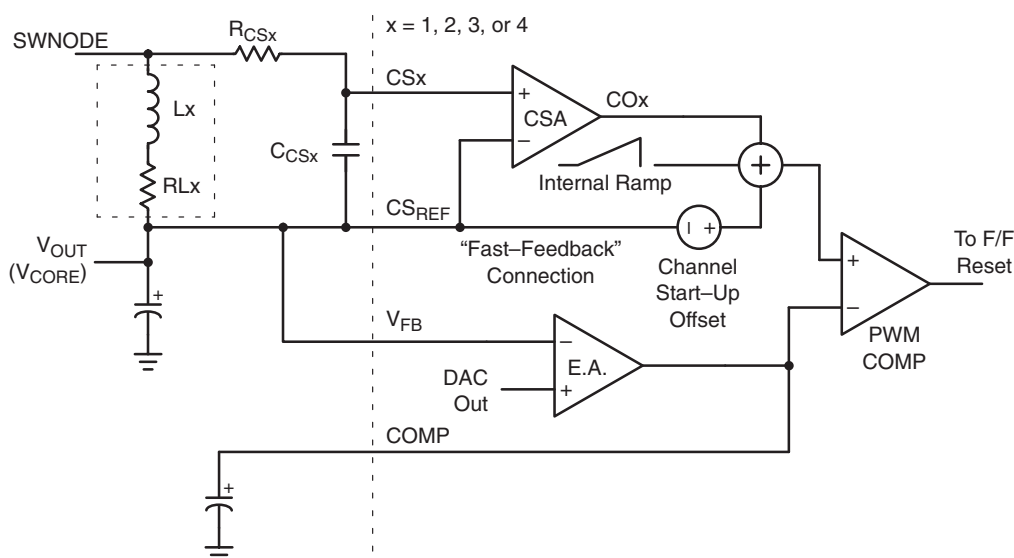 x = 1, 2, 3, or 4
SWNODE
RCSx
CSx
+
CSA
−
COx
Lx
CCSx
+
Internal Ramp
RLx
CSREF
+
"Fast–Feedback"
Connection
Channel
Start–Up
Offset
To F/F
Reset
VOUT
(VCORE)
+
−
PWM
COMP
+
VFB
−
E.A.
+
DAC
Out
COMP
+